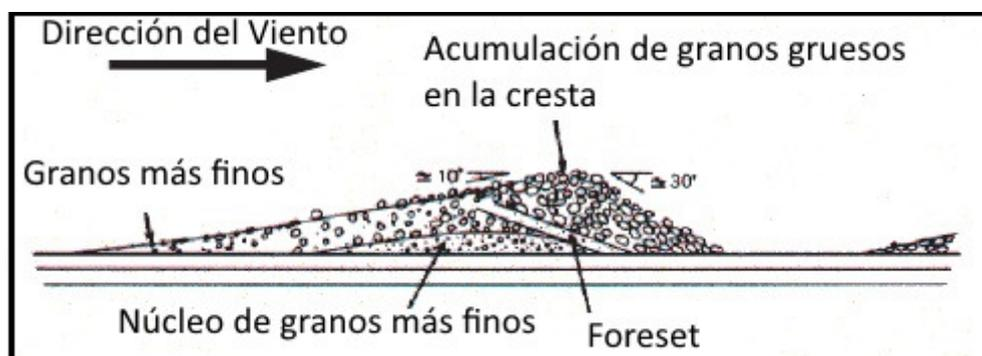 Dirección del Viento
Acumulación de granos gruesos
en la cresta
Granos más finos
≃ 10°
≃ 30°
Núcleo de granos más finos
Foreset